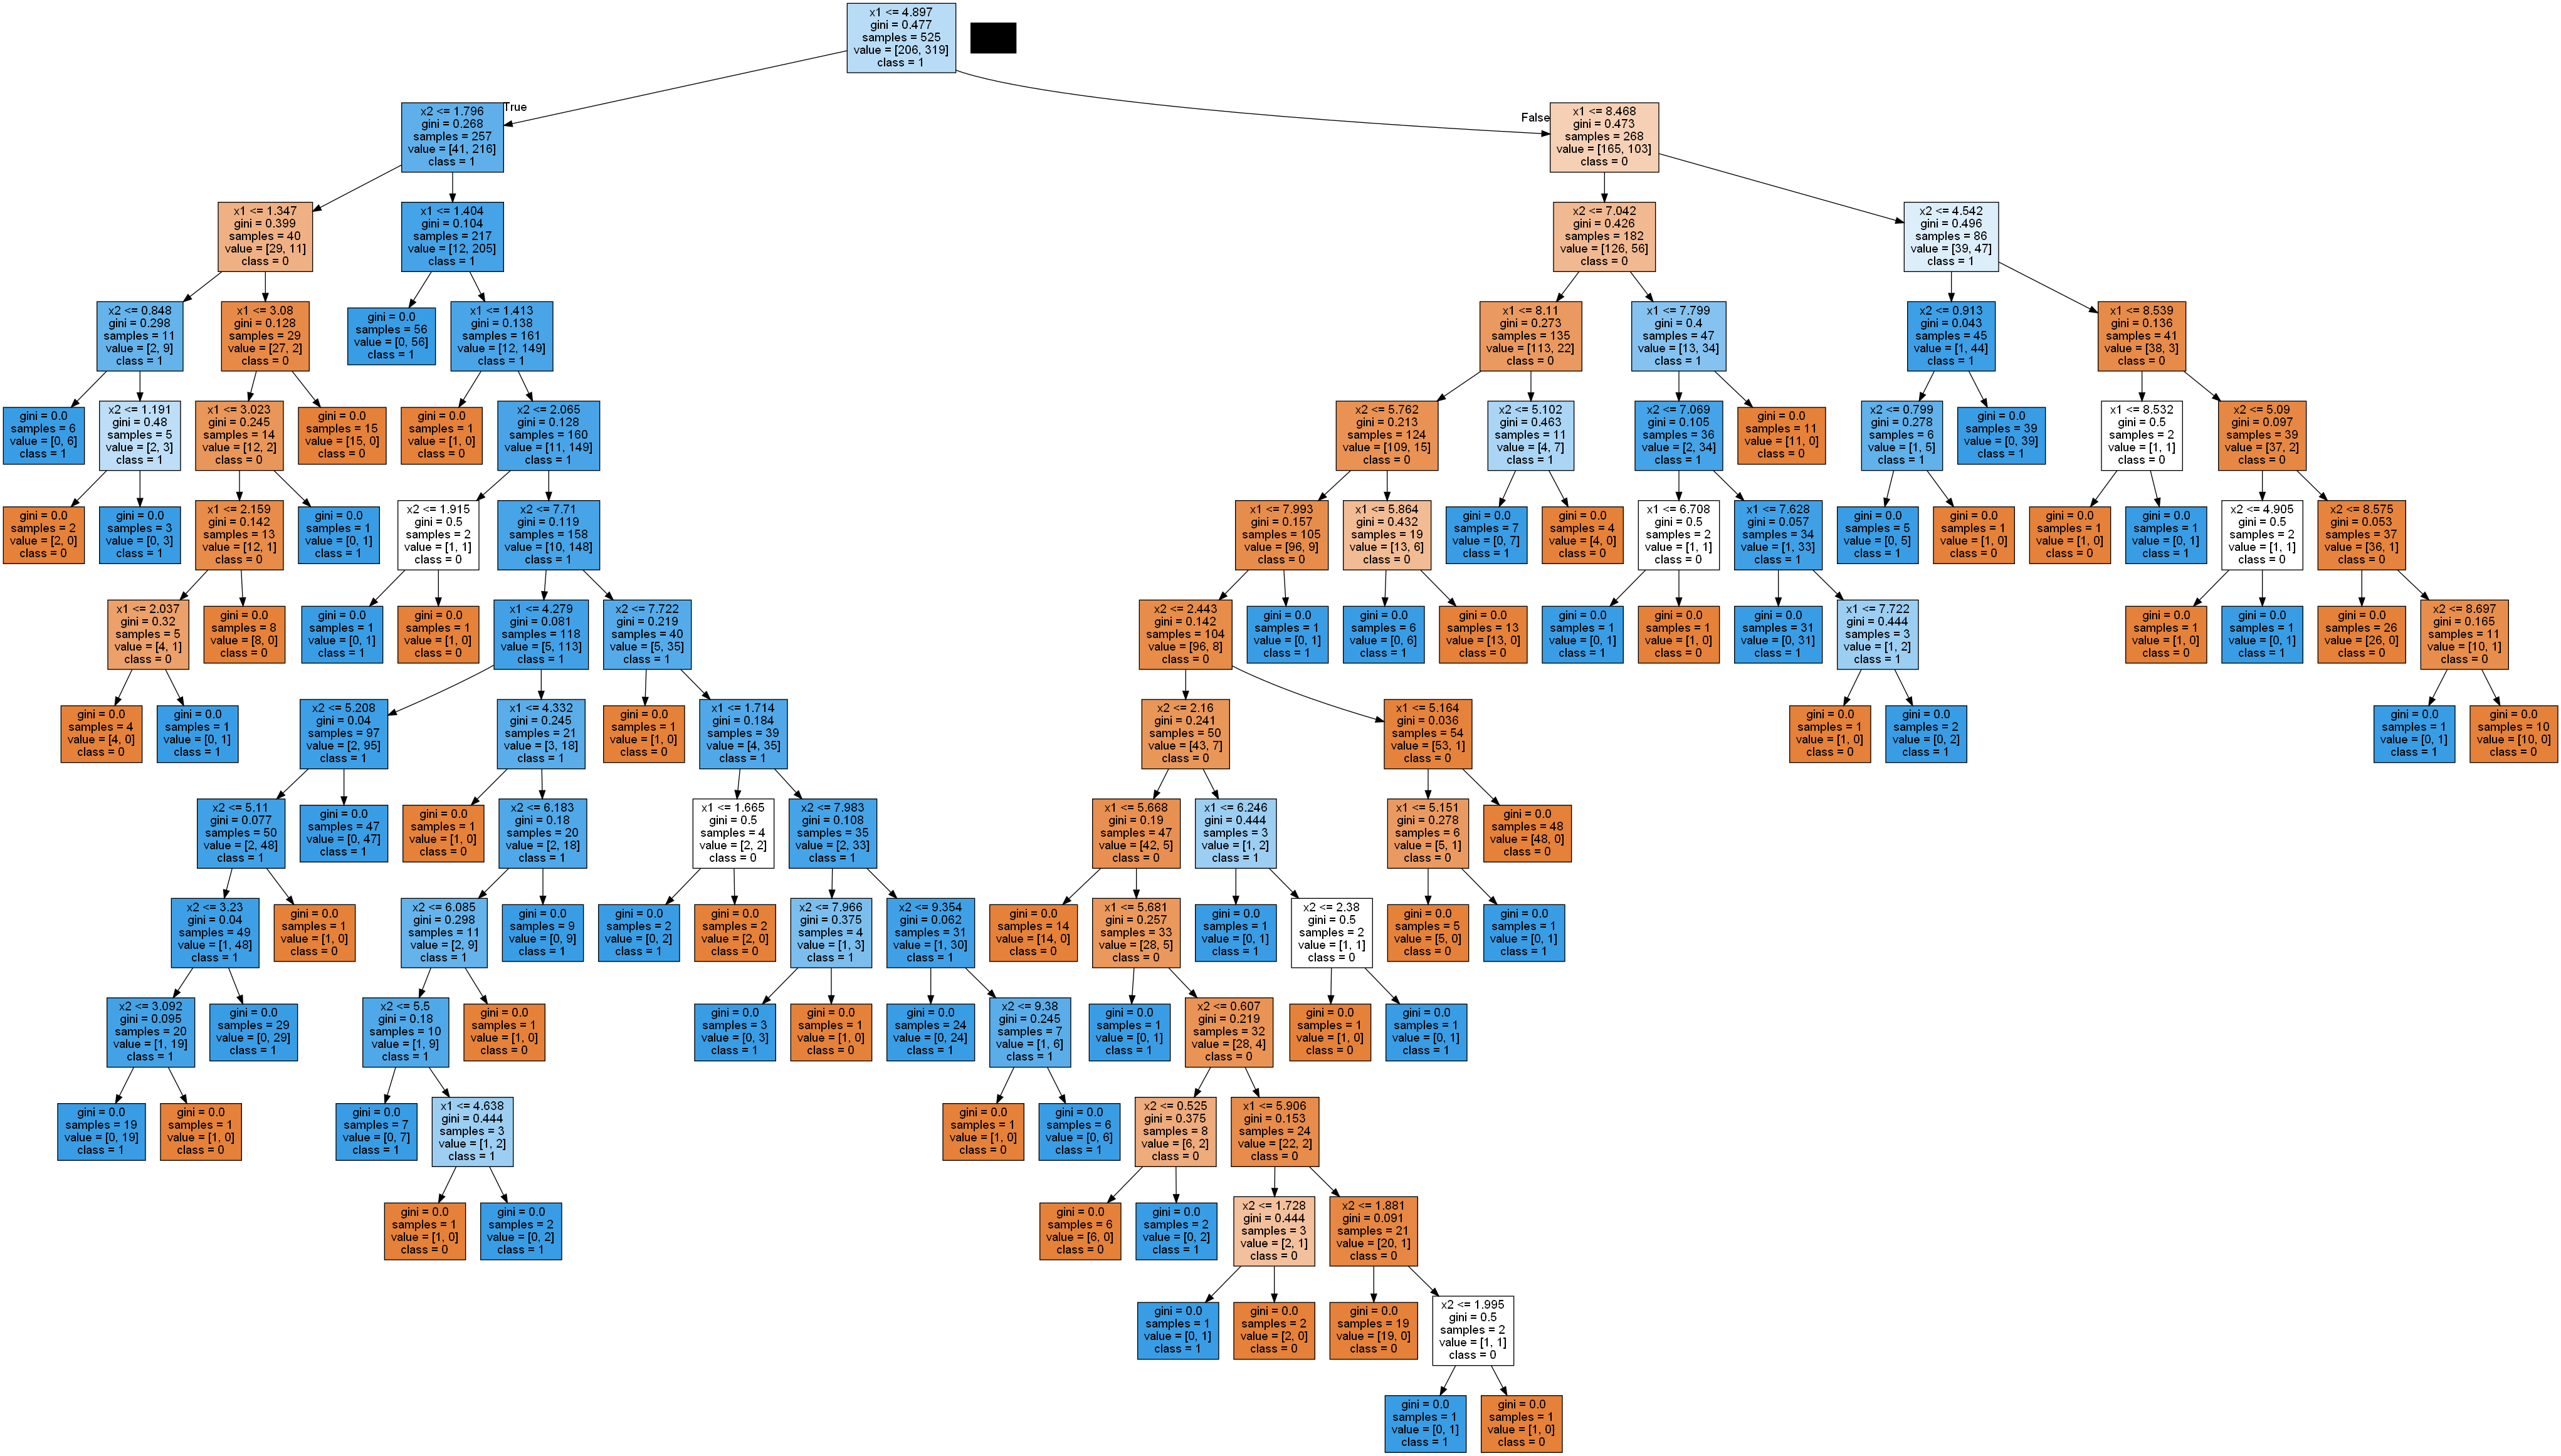 x1 <= 4.897
gini = 0.477
samples = 525
value = [206, 319]
class = 1
True
False
x2 <= 1.796
gini = 0.268
samples = 257
value = [41, 216]
class = 1
x1 <= 8.468
gini = 0.473
samples = 268
value = [165, 103]
class = 0
x1 <= 1.347
gini = 0.399
samples = 40
value = [29, 11]
class = 0
x1 <= 1.404
gini = 0.104
samples = 217
value = [12, 205]
class = 1
x2 <= 7.042
gini = 0.426
samples = 182
value = [126, 56]
class = 0
x2 <= 4.542
gini = 0.496
samples = 86
value = [39, 47]
class = 1
x2 <= 0.848
gini = 0.298
samples = 11
value = [2, 9]
class = 1
x1 <= 3.08
gini = 0.128
samples = 29
value = [27, 2]
class = 0
gini = 0.0
samples = 56
value = [0, 56]
class = 1
x1 <= 1.413
gini = 0.138
samples = 161
value = [12, 149]
class = 1
x1 <= 8.11
gini = 0.273
samples = 135
value = [113, 22]
class = 0
x1 <= 7.799
gini = 0.4
samples = 47
value = [13, 34]
class = 1
x2 <= 0.913
gini = 0.043
samples = 45
value = [1, 44]
class = 1
x1 <= 8.539
gini = 0.136
samples = 41
value = [38, 3]
class = 0
gini = 0.0
samples = 6
value = [0, 6]
class = 1
x2 <= 1.191
gini = 0.48
samples = 5
value = [2, 3]
class = 1
x1 <= 3.023
gini = 0.245
samples = 14
value = [12, 2]
class = 0
gini = 0.0
samples = 15
value = [15, 0]
class = 0
gini = 0.0
samples = 1
value = [1, 0]
class = 0
x2 <= 2.065
gini = 0.128
samples = 160
value = [11, 149]
class = 1
x2 <= 5.762
gini = 0.213
samples = 124
value = [109, 15]
class = 0
x2 <= 5.102
gini = 0.463
samples = 11
value = [4, 7]
class = 1
x2 <= 7.069
gini = 0.105
samples = 36
value = [2, 34]
class = 1
gini = 0.0
samples = 11
value = [11, 0]
class = 0
x2 <= 0.799
gini = 0.278
samples = 6
value = [1, 5]
class = 1
gini = 0.0
samples = 39
value = [0, 39]
class = 1
x1 <= 8.532
gini = 0.5
samples = 2
value = [1, 1]
class = 0
x2 <= 5.09
gini = 0.097
samples = 39
value = [37, 2]
class = 0
gini = 0.0
samples = 2
value = [2, 0]
class = 0
gini = 0.0
samples = 3
value = [0, 3]
class = 1
x1 <= 2.159
gini = 0.142
samples = 13
value = [12, 1]
class = 0
gini = 0.0
samples = 1
value = [0, 1]
class = 1
x2 <= 1.915
gini = 0.5
samples = 2
value = [1, 1]
class = 0
x2 <= 7.71
gini = 0.119
samples = 158
value = [10, 148]
class = 1
x1 <= 7.993
gini = 0.157
samples = 105
value = [96, 9]
class = 0
x1 <= 5.864
gini = 0.432
samples = 19
value = [13, 6]
class = 0
gini = 0.0
samples = 7
value = [0, 7]
class = 1
gini = 0.0
samples = 4
value = [4, 0]
class = 0
x1 <= 6.708
gini = 0.5
samples = 2
value = [1, 1]
class = 0
x1 <= 7.628
gini = 0.057
samples = 34
value = [1, 33]
class = 1
gini = 0.0
samples = 5
value = [0, 5]
class = 1
gini = 0.0
samples = 1
value = [1, 0]
class = 0
gini = 0.0
samples = 1
value = [1, 0]
class = 0
gini = 0.0
samples = 1
value = [0, 1]
class = 1
x2 <= 4.905
gini = 0.5
samples = 2
value = [1, 1]
class = 0
x2 <= 8.575
gini = 0.053
samples = 37
value = [36, 1]
class = 0
x1 <= 2.037
gini = 0.32
samples = 5
value = [4, 1]
class = 0
gini = 0.0
samples = 8
value = [8, 0]
class = 0
gini = 0.0
samples = 1
value = [0, 1]
class = 1
gini = 0.0
samples = 1
value = [1, 0]
class = 0
x1 <= 4.279
gini = 0.081
samples = 118
value = [5, 113]
class = 1
x2 <= 7.722
gini = 0.219
samples = 40
value = [5, 35]
class = 1
x2 <= 2.443
gini = 0.142
samples = 104
value = [96, 8]
class = 0
gini = 0.0
samples = 1
value = [0, 1]
class = 1
gini = 0.0
samples = 6
value = [0, 6]
class = 1
gini = 0.0
samples = 13
value = [13, 0]
class = 0
gini = 0.0
samples = 1
value = [0, 1]
class = 1
gini = 0.0
samples = 1
value = [1, 0]
class = 0
gini = 0.0
samples = 31
value = [0, 31]
class = 1
x1 <= 7.722
gini = 0.444
samples = 3
value = [1, 2]
class = 1
gini = 0.0
samples = 1
value = [1, 0]
class = 0
gini = 0.0
samples = 1
value = [0, 1]
class = 1
gini = 0.0
samples = 26
value = [26, 0]
class = 0
x2 <= 8.697
gini = 0.165
samples = 11
value = [10, 1]
class = 0
gini = 0.0
samples = 4
value = [4, 0]
class = 0
gini = 0.0
samples = 1
value = [0, 1]
class = 1
x2 <= 5.208
gini = 0.04
samples = 97
value = [2, 95]
class = 1
x1 <= 4.332
gini = 0.245
samples = 21
value = [3, 18]
class = 1
gini = 0.0
samples = 1
value = [1, 0]
class = 0
x1 <= 1.714
gini = 0.184
samples = 39
value = [4, 35]
class = 1
x2 <= 2.16
gini = 0.241
samples = 50
value = [43, 7]
class = 0
x1 <= 5.164
gini = 0.036
samples = 54
value = [53, 1]
class = 0
gini = 0.0
samples = 1
value = [1, 0]
class = 0
gini = 0.0
samples = 2
value = [0, 2]
class = 1
gini = 0.0
samples = 1
value = [0, 1]
class = 1
gini = 0.0
samples = 10
value = [10, 0]
class = 0
x2 <= 5.11
gini = 0.077
samples = 50
value = [2, 48]
class = 1
gini = 0.0
samples = 47
value = [0, 47]
class = 1
gini = 0.0
samples = 1
value = [1, 0]
class = 0
x2 <= 6.183
gini = 0.18
samples = 20
value = [2, 18]
class = 1
x1 <= 1.665
gini = 0.5
samples = 4
value = [2, 2]
class = 0
x2 <= 7.983
gini = 0.108
samples = 35
value = [2, 33]
class = 1
x1 <= 5.668
gini = 0.19
samples = 47
value = [42, 5]
class = 0
x1 <= 6.246
gini = 0.444
samples = 3
value = [1, 2]
class = 1
x1 <= 5.151
gini = 0.278
samples = 6
value = [5, 1]
class = 0
gini = 0.0
samples = 48
value = [48, 0]
class = 0
x2 <= 3.23
gini = 0.04
samples = 49
value = [1, 48]
class = 1
gini = 0.0
samples = 1
value = [1, 0]
class = 0
x2 <= 6.085
gini = 0.298
samples = 11
value = [2, 9]
class = 1
gini = 0.0
samples = 9
value = [0, 9]
class = 1
gini = 0.0
samples = 2
value = [0, 2]
class = 1
gini = 0.0
samples = 2
value = [2, 0]
class = 0
x2 <= 7.966
gini = 0.375
samples = 4
value = [1, 3]
class = 1
x2 <= 9.354
gini = 0.062
samples = 31
value = [1, 30]
class = 1
gini = 0.0
samples = 14
value = [14, 0]
class = 0
x1 <= 5.681
gini = 0.257
samples = 33
value = [28, 5]
class = 0
gini = 0.0
samples = 1
value = [0, 1]
class = 1
x2 <= 2.38
gini = 0.5
samples = 2
value = [1, 1]
class = 0
gini = 0.0
samples = 5
value = [5, 0]
class = 0
gini = 0.0
samples = 1
value = [0, 1]
class = 1
x2 <= 3.092
gini = 0.095
samples = 20
value = [1, 19]
class = 1
gini = 0.0
samples = 29
value = [0, 29]
class = 1
x2 <= 5.5
gini = 0.18
samples = 10
value = [1, 9]
class = 1
gini = 0.0
samples = 1
value = [1, 0]
class = 0
gini = 0.0
samples = 3
value = [0, 3]
class = 1
gini = 0.0
samples = 1
value = [1, 0]
class = 0
gini = 0.0
samples = 24
value = [0, 24]
class = 1
x2 <= 9.38
gini = 0.245
samples = 7
value = [1, 6]
class = 1
gini = 0.0
samples = 1
value = [0, 1]
class = 1
x2 <= 0.607
gini = 0.219
samples = 32
value = [28, 4]
class = 0
gini = 0.0
samples = 1
value = [1, 0]
class = 0
gini = 0.0
samples = 1
value = [0, 1]
class = 1
gini = 0.0
samples = 19
value = [0, 19]
class = 1
gini = 0.0
samples = 1
value = [1, 0]
class = 0
gini = 0.0
samples = 7
value = [0, 7]
class = 1
x1 <= 4.638
gini = 0.444
samples = 3
value = [1, 2]
class = 1
gini = 0.0
samples = 1
value = [1, 0]
class = 0
gini = 0.0
samples = 6
value = [0, 6]
class = 1
x2 <= 0.525
gini = 0.375
samples = 8
value = [6, 2]
class = 0
x1 <= 5.906
gini = 0.153
samples = 24
value = [22, 2]
class = 0
gini = 0.0
samples = 1
value = [1, 0]
class = 0
gini = 0.0
samples = 2
value = [0, 2]
class = 1
gini = 0.0
samples = 6
value = [6, 0]
class = 0
gini = 0.0
samples = 2
value = [0, 2]
class = 1
x2 <= 1.728
gini = 0.444
samples = 3
value = [2, 1]
class = 0
x2 <= 1.881
gini = 0.091
samples = 21
value = [20, 1]
class = 0
gini = 0.0
samples = 1
value = [0, 1]
class = 1
gini = 0.0
samples = 2
value = [2, 0]
class = 0
gini = 0.0
samples = 19
value = [19, 0]
class = 0
x2 <= 1.995
gini = 0.5
samples = 2
value = [1, 1]
class = 0
gini = 0.0
samples = 1
value = [0, 1]
class = 1
gini = 0.0
samples = 1
value = [1, 0]
class = 0